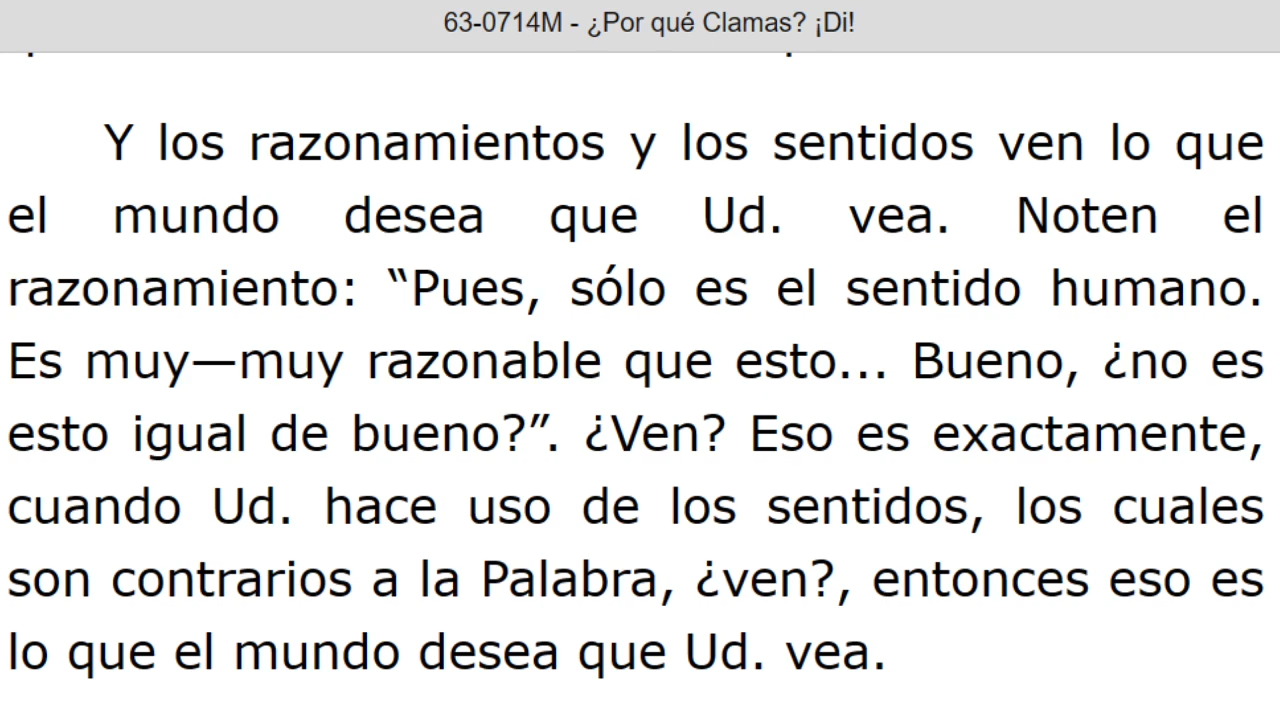 63-0714M - ¿Por qué Clamas? ¡Di!
Y los razonamientos y los sentidos ven lo que
el mundo desea que Ud. vea. Noten el
razonamiento: “Pues, sólo es el sentido humano.
Es muy—muy razonable que esto... Bueno, ¿no es
esto igual de bueno?”. ¿Ven? Eso es exactamente,
cuando Ud. hace uso de los sentidos, los cuales
son contrarios a la Palabra, ¿ven?, entonces eso es
lo que el mundo desea que Ud. vea.